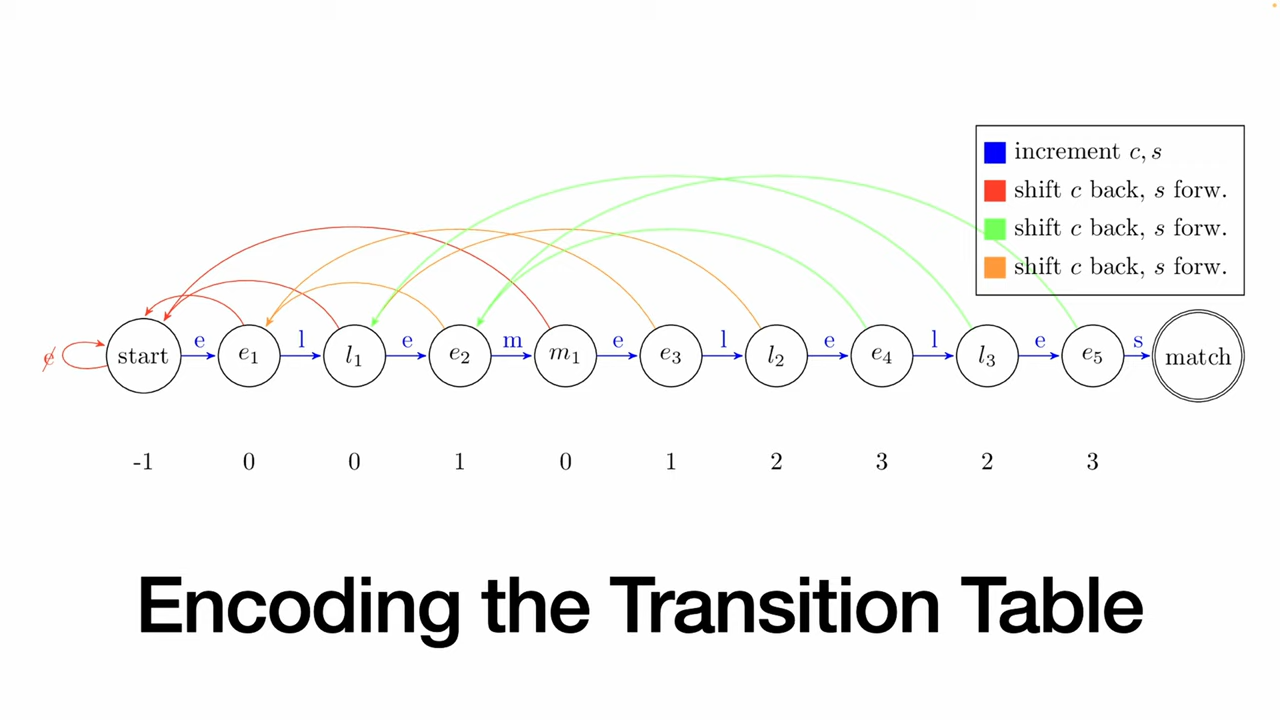 increment c, s
shift c back, s forw.
shift c back, s forw.
shift c back, s forw.
e l e m e l e l e s
e̸ start e₁ l₁ e₂ m₁ e₃ l₂ e₄ l₃ e₅ match
-1 0 0 1 0 1 2 3 2 3
Encoding the Transition Table